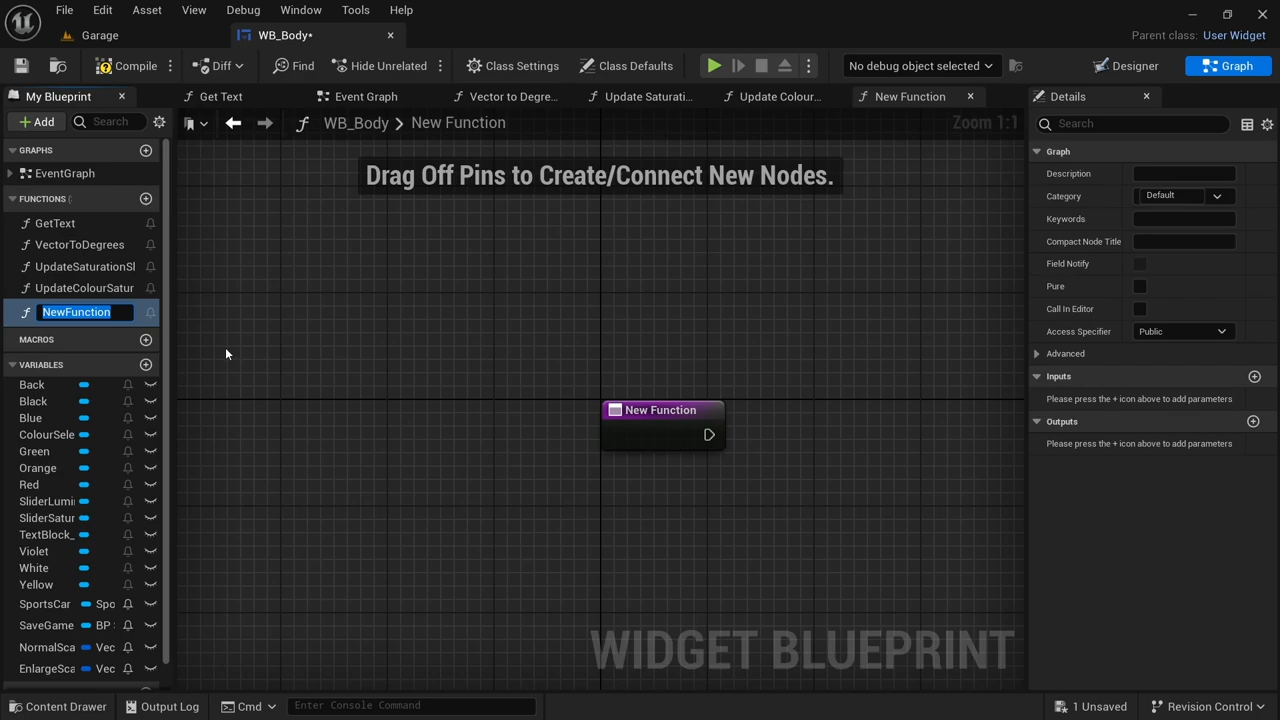 File
Edit
Asset
View
Debug
Window
Tools
Help
Garage
WB_Body*
Parent class: User Widget
Compile
Diff
Find
Hide Unrelated
Class Settings
Class Defaults
No debug object selected
Designer
Graph
My Blueprint
Get Text
Event Graph
Vector to Degre...
Update Saturati...
Update Colour...
New Function
Details
+ Add
Search
WB_Body > New Function
Zoom 1:1
Search
Drag Off Pins to Create/Connect New Nodes.
GRAPHS
EventGraph
FUNCTIONS (
GetText
VectorToDegrees
UpdateSaturationSl
UpdateColourSatur
NewFunction
MACROS
VARIABLES
Back
Black
Blue
ColourSele
Green
Orange
Red
SliderLumi
SliderSatur
TextBlock_
Violet
White
Yellow
SportsCar Spo
SaveGame BP
NormalSca Vec
EnlargeSca Vec
New Function
WIDGET BLUEPRINT
Graph
Description
Category Default
Keywords
Compact Node Title
Field Notify
Pure
Call In Editor
Access Specifier Public
Advanced
Inputs
Please press the + icon above to add parameters
Outputs
Please press the + icon above to add parameters
Content Drawer
Output Log
Cmd
Enter Console Command
1 Unsaved
Revision Control